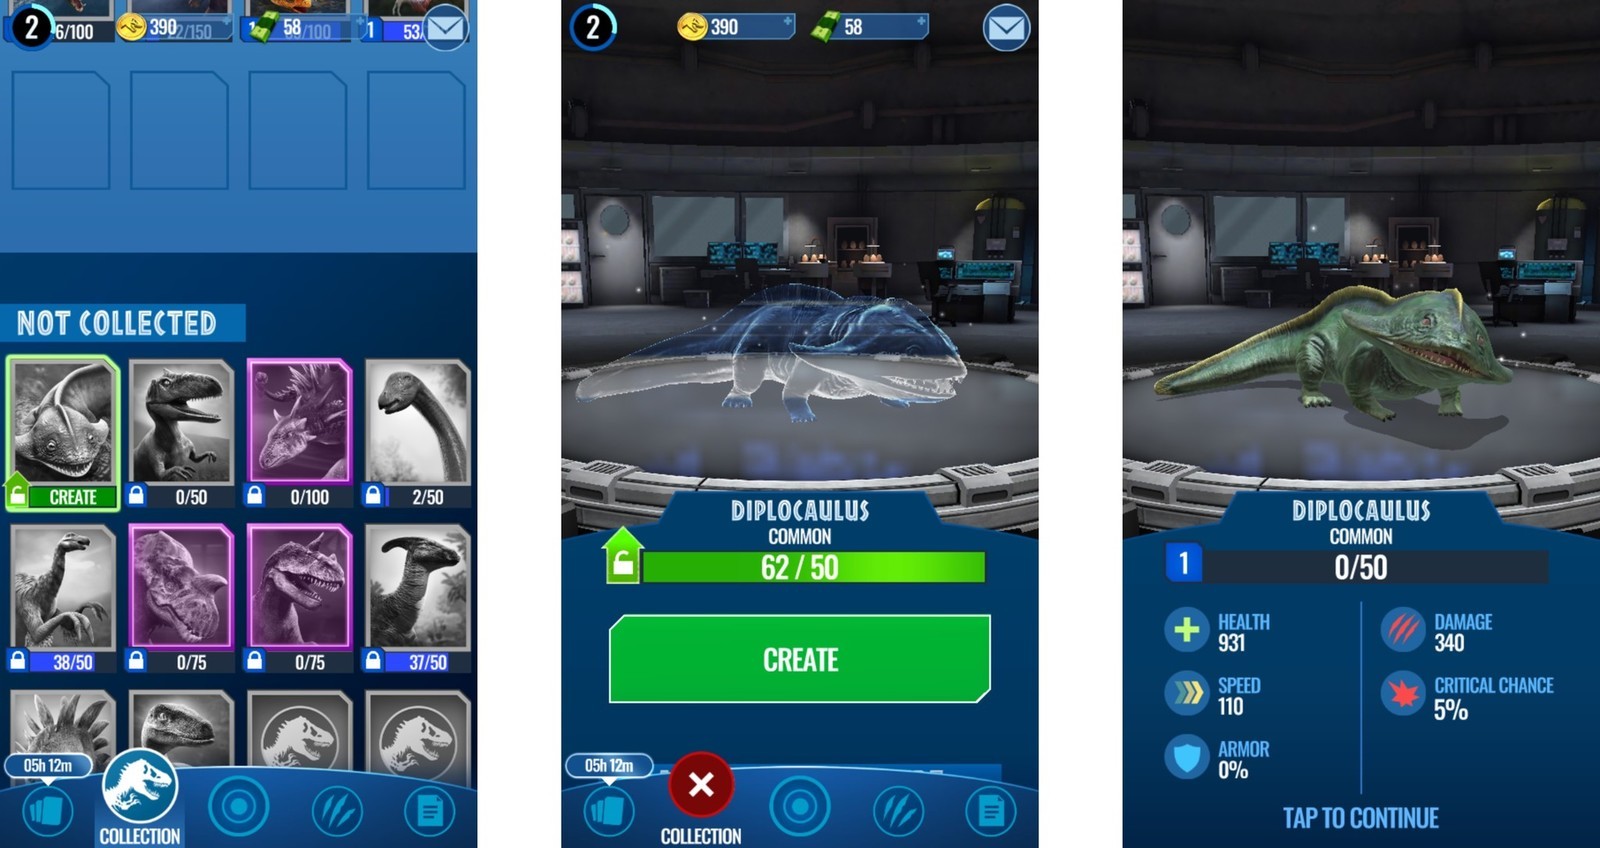 2
6/100
390
22/150
58
/100
1
53/
NOT COLLECTED
CREATE
0/50
0/100
2/50
38/50
0/75
0/75
37/50
05h 12m
COLLECTION
2
390
58
DIPLOCAULUS
COMMON
62 / 50
CREATE
05h 12m
COLLECTION
DIPLOCAULUS
COMMON
1
0/50
HEALTH
931
DAMAGE
340
SPEED
110
CRITICAL CHANCE
5%
ARMOR
0%
TAP TO CONTINUE